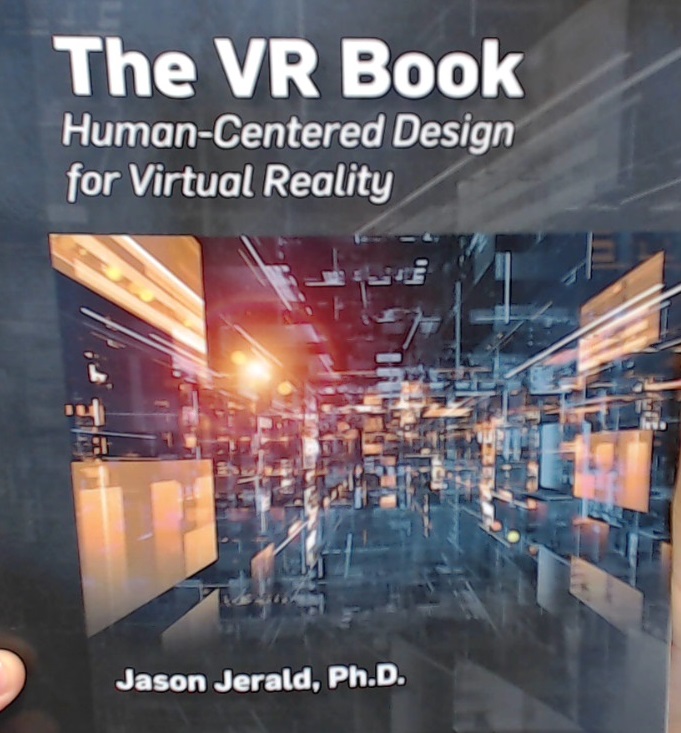 The VR Book
Human-Centered Design
for Virtual Reality
Jason Jerald, Ph.D.